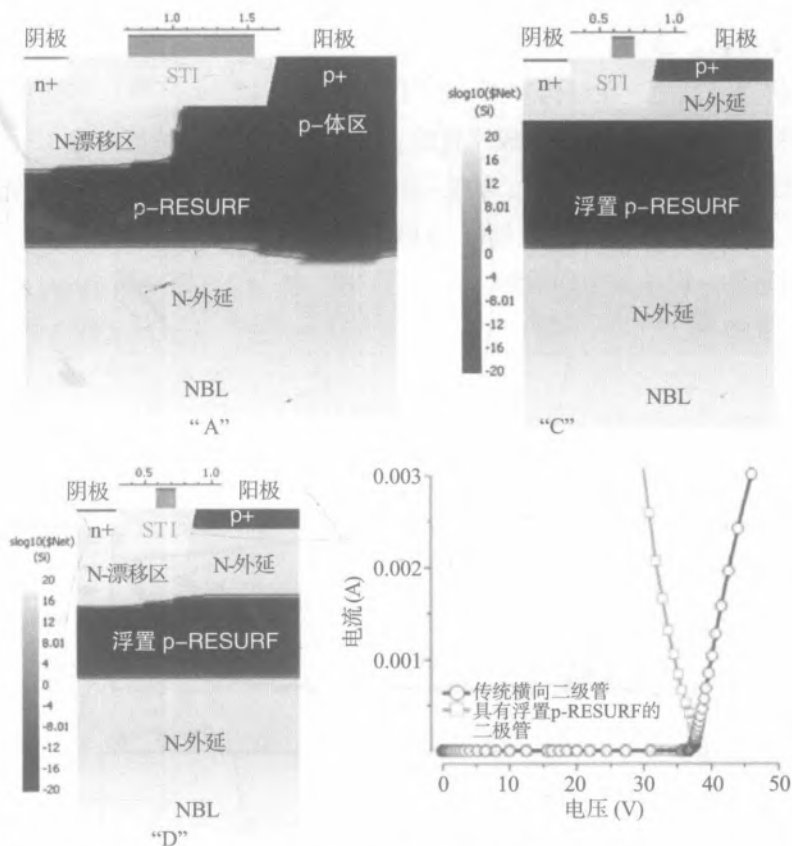 1.0 1.5
阴极 阳极
n+ STI p+
p-体区
N-漂移区
p-RESURF
N-外延
NBL
“A”
0.5 1.0
阴极 阳极
slog10($Net)
(Si)
20
16
8.01
4
0
-4
-8.01
-16
-20
n+ STI p+
N-外延
浮置 p-RESURF
N-外延
NBL
“C”
0.5 1.0
阴极 阳极
slog10($Net)
(Si)
20
16
8.01
4
0
-4
-8.01
-16
-20
n+ STI p+
N-漂移区 N-外延
浮置 p-RESURF
N-外延
NBL
“D”
0.003
0.002
0.001
电流 (A)
传统横向二级管
具有浮置p-RESURF的
二极管
0 10 20 30 40 50
电压 (V)